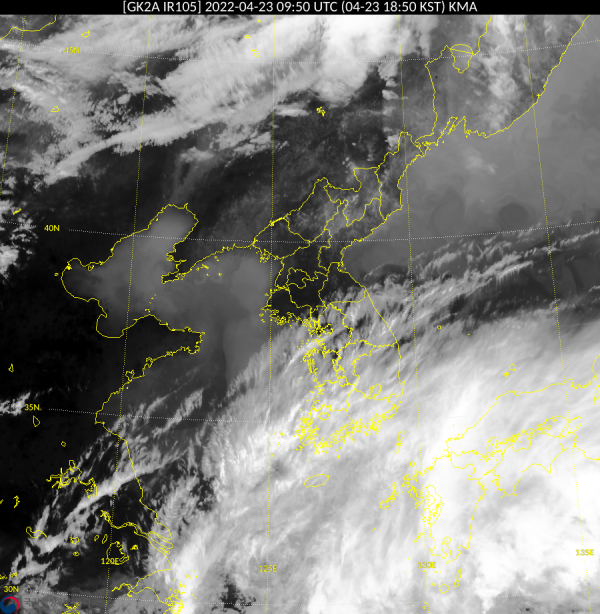 [GK2A IR105] 2022-04-23 09:50 UTC (04-23 18:50 KST) KMA
45N
40N
35N
120E
125E
130E
135E
30N